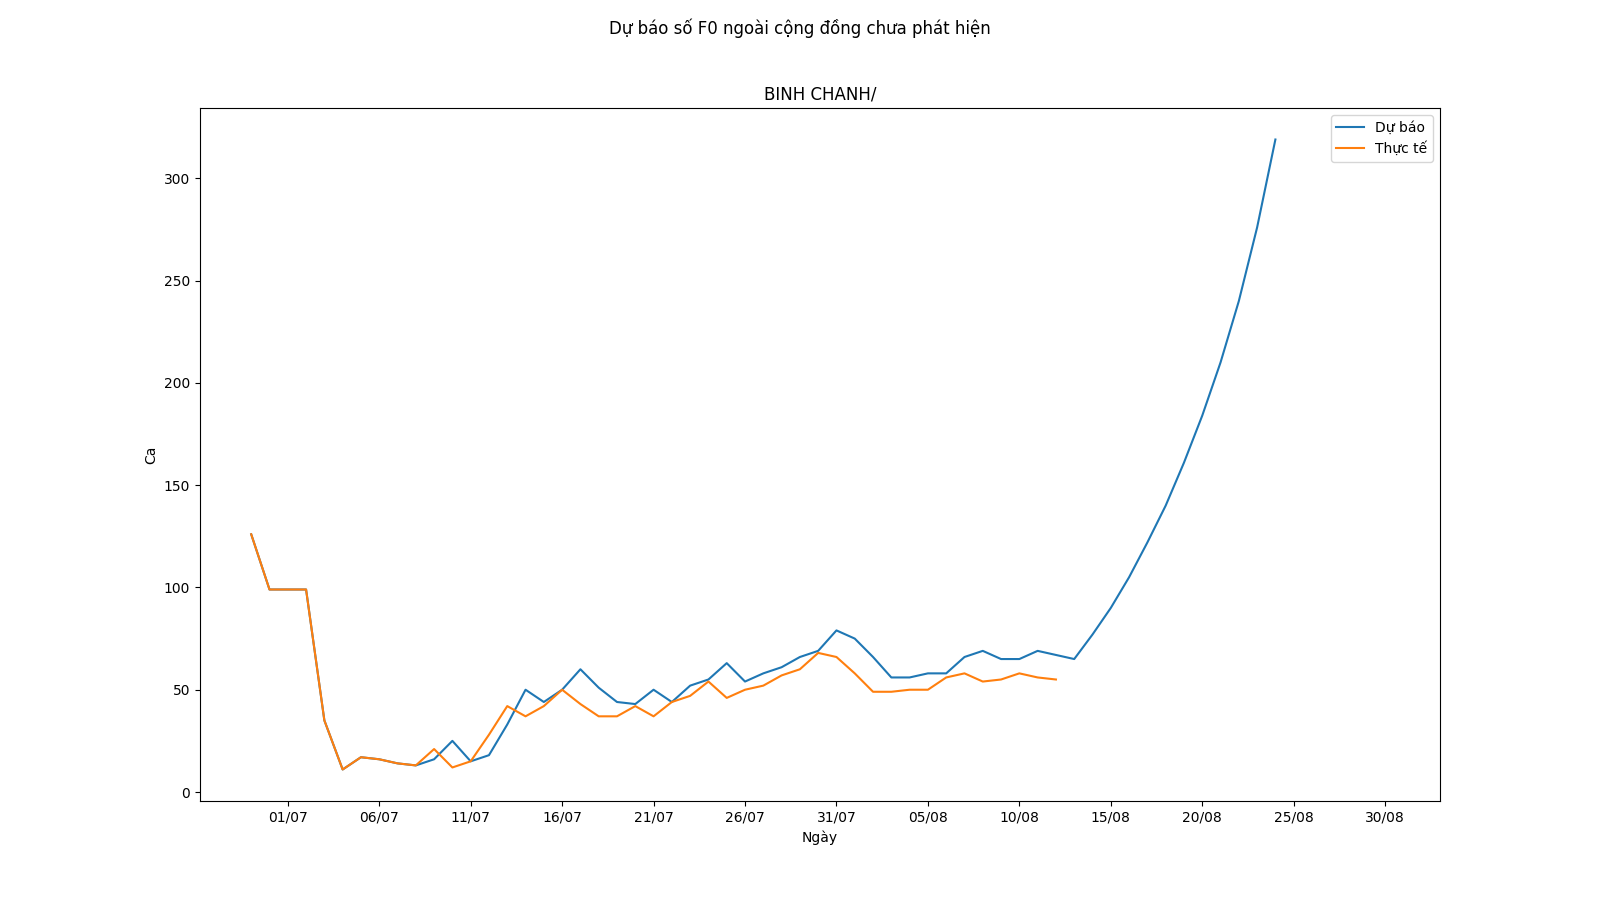 Dự báo số F0 ngoài cộng đồng chưa phát hiện
BINH CHANH/
Dự báo
Thực tế
300
250
200
150
100
50
0
Ca
01/07 06/07 11/07 16/07 21/07 26/07 31/07 05/08 10/08 15/08 20/08 25/08 30/08
Ngày